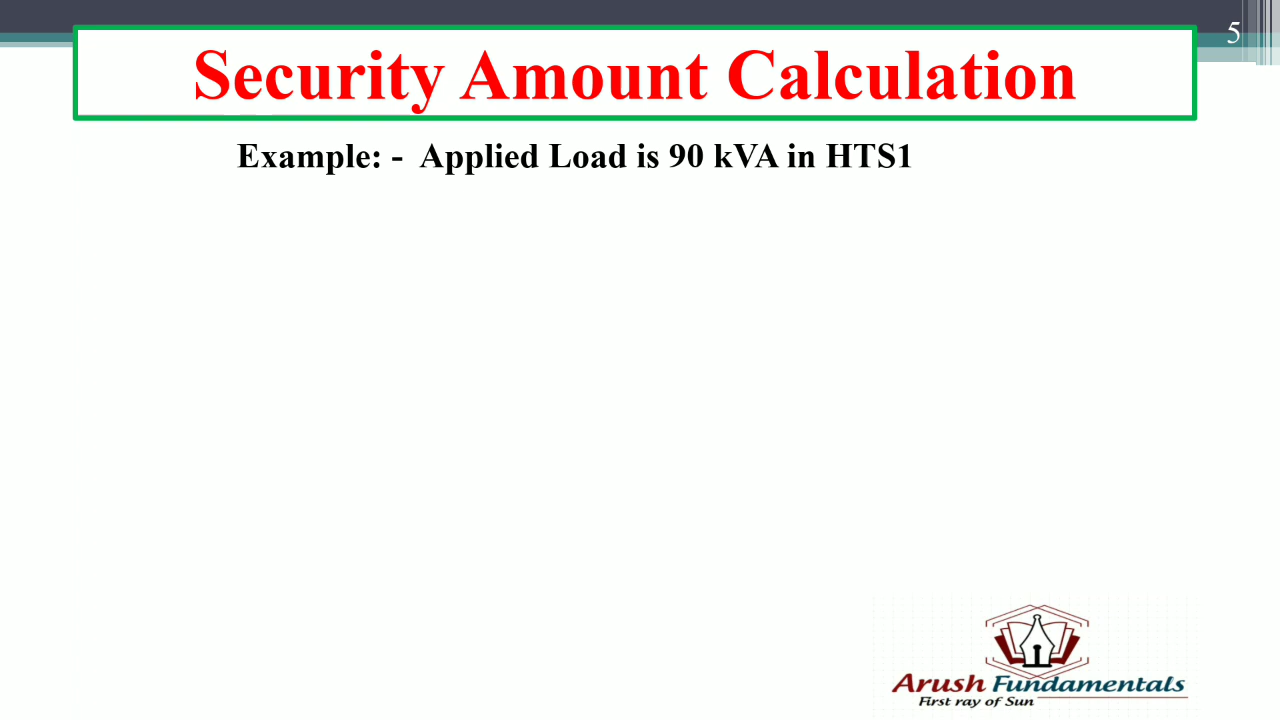 5
Security Amount Calculation
Example: - Applied Load is 90 kVA in HTS1
Arush Fundamentals
First ray of Sun